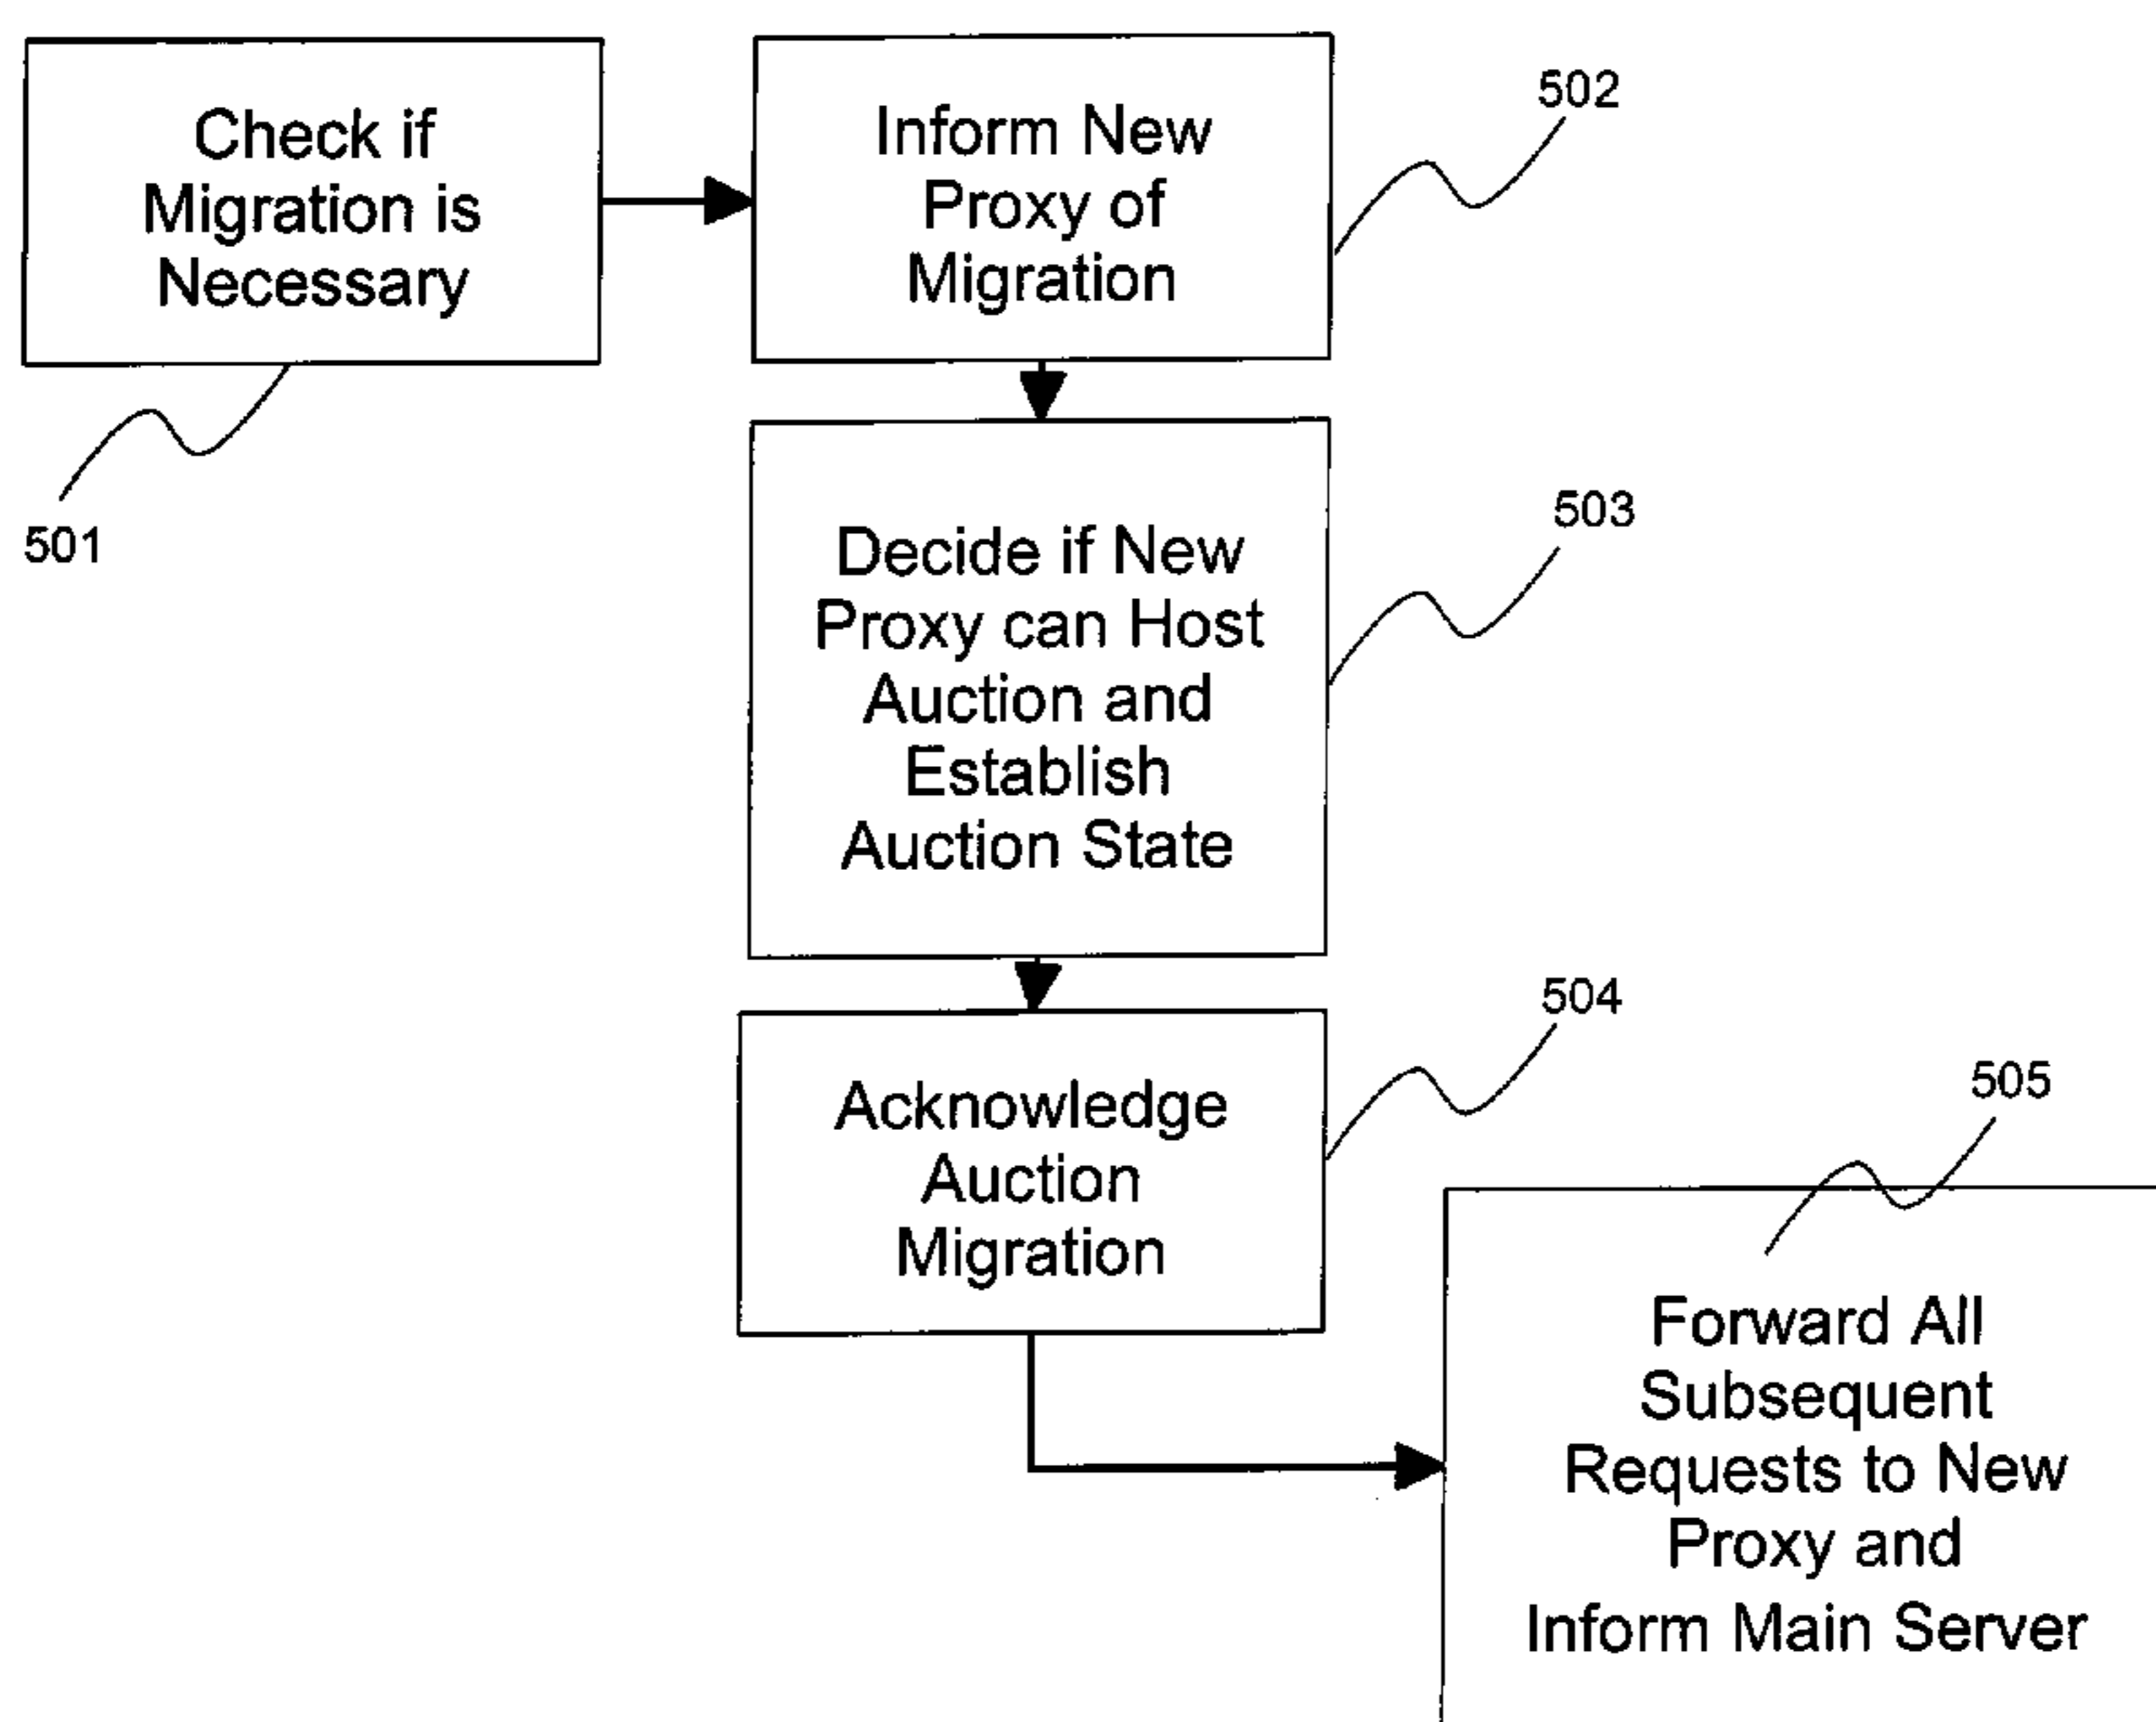 Check if
Migration is
Necessary
501
Inform New
Proxy of
Migration
502
Decide if New
Proxy can Host
Auction and
Establish
Auction State
503
Acknowledge
Auction
Migration
504
505
Forward All
Subsequent
Requests to New
Proxy and
Inform Main Server